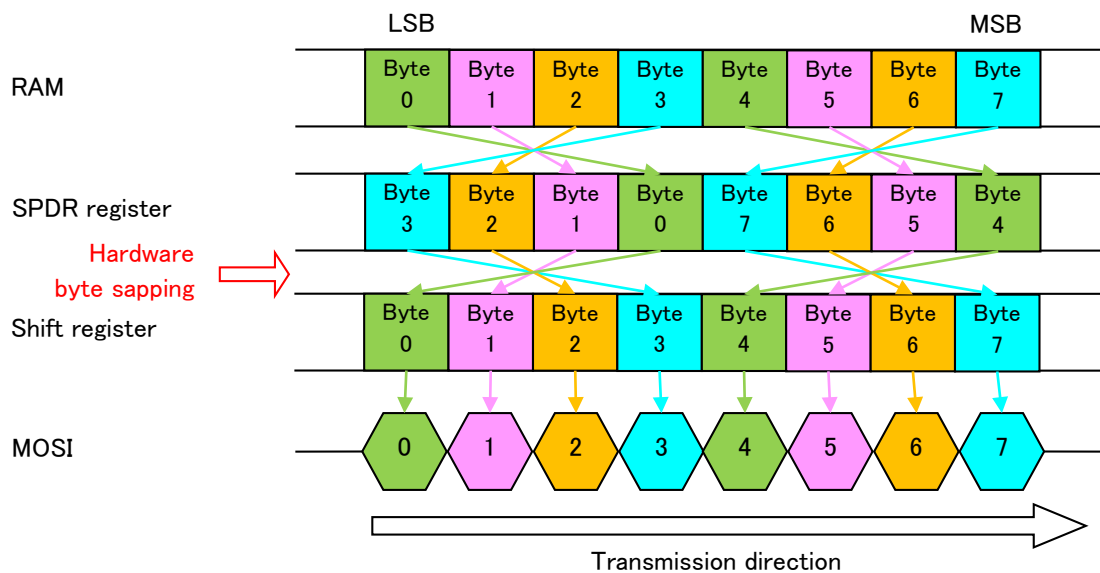 LSB MSB
RAM
Byte Byte Byte Byte Byte Byte Byte Byte
0 1 2 3 4 5 6 7
SPDR register
Byte Byte Byte Byte Byte Byte Byte Byte
3 2 1 0 7 6 5 4
Hardware
byte sapping
Shift register
Byte Byte Byte Byte Byte Byte Byte Byte
0 1 2 3 4 5 6 7
MOSI
0 1 2 3 4 5 6 7
Transmission direction